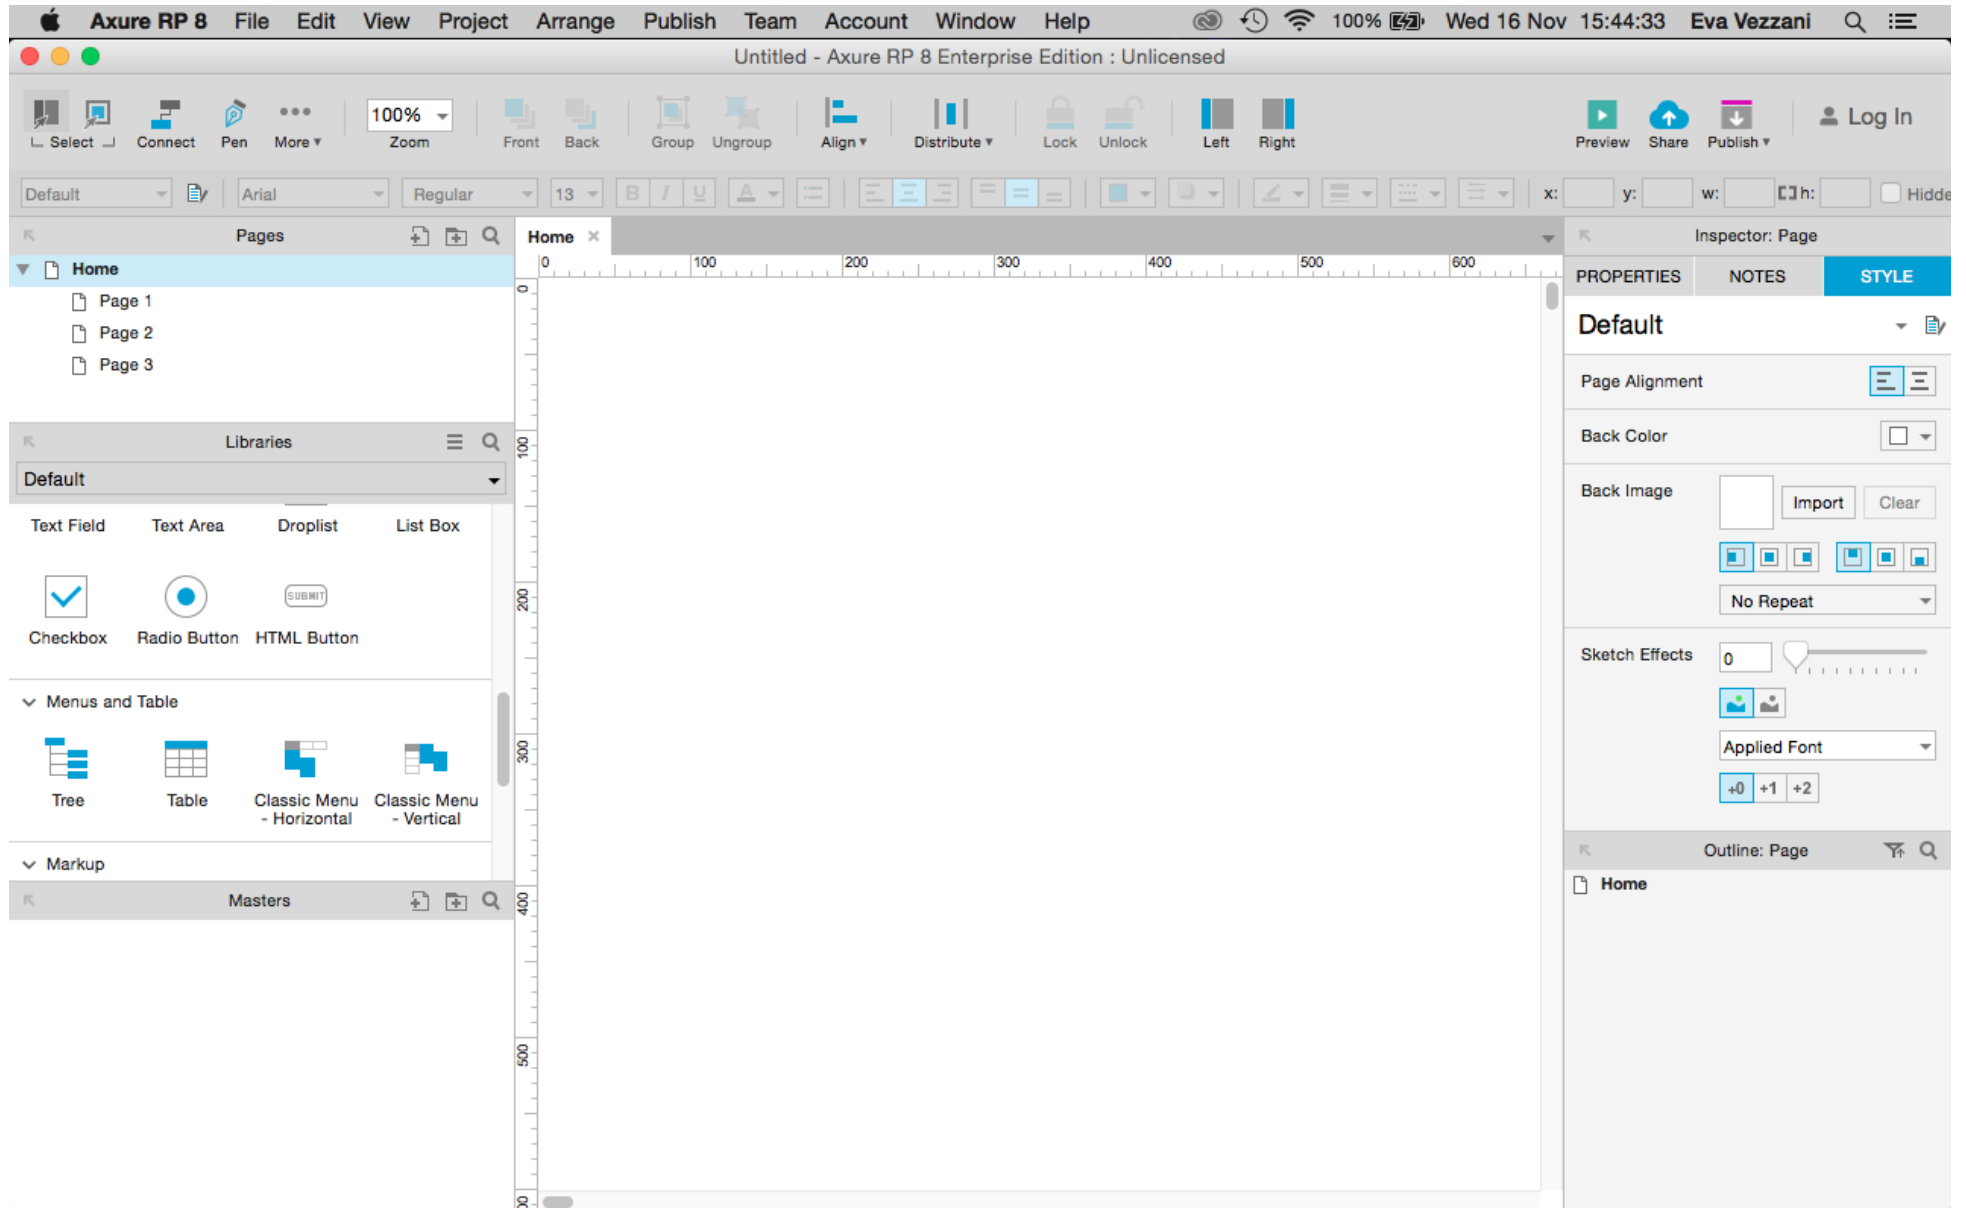 Axure RP 8 File Edit View Project Arrange Publish Team Account Window Help 100% Wed 16 Nov 15:44:33 Eva Vezzani
Untitled - Axure RP 8 Enterprise Edition : Unlicensed
100%
Log In
Select Connect Pen More Zoom Front Back Group Ungroup Align Distribute Lock Unlock Left Right Preview Share Publish
Default Arial Regular 13 B I U A x: y: w: h: Hidde
Pages
Home
Page 1
Page 2
Page 3
Libraries
Default
Text Field Text Area Droplist List Box
SUBMIT
Checkbox Radio Button HTML Button
Menus and Table
Tree Table Classic Menu - Horizontal Classic Menu - Vertical
Markup
Masters
Home
0 100 200 300 400 500 600
0
100
200
300
400
500
Inspector: Page
PROPERTIES NOTES STYLE
Default
Page Alignment
Back Color
Back Image Import Clear
No Repeat
Sketch Effects 0
Applied Font
+0 +1 +2
Outline: Page
Home